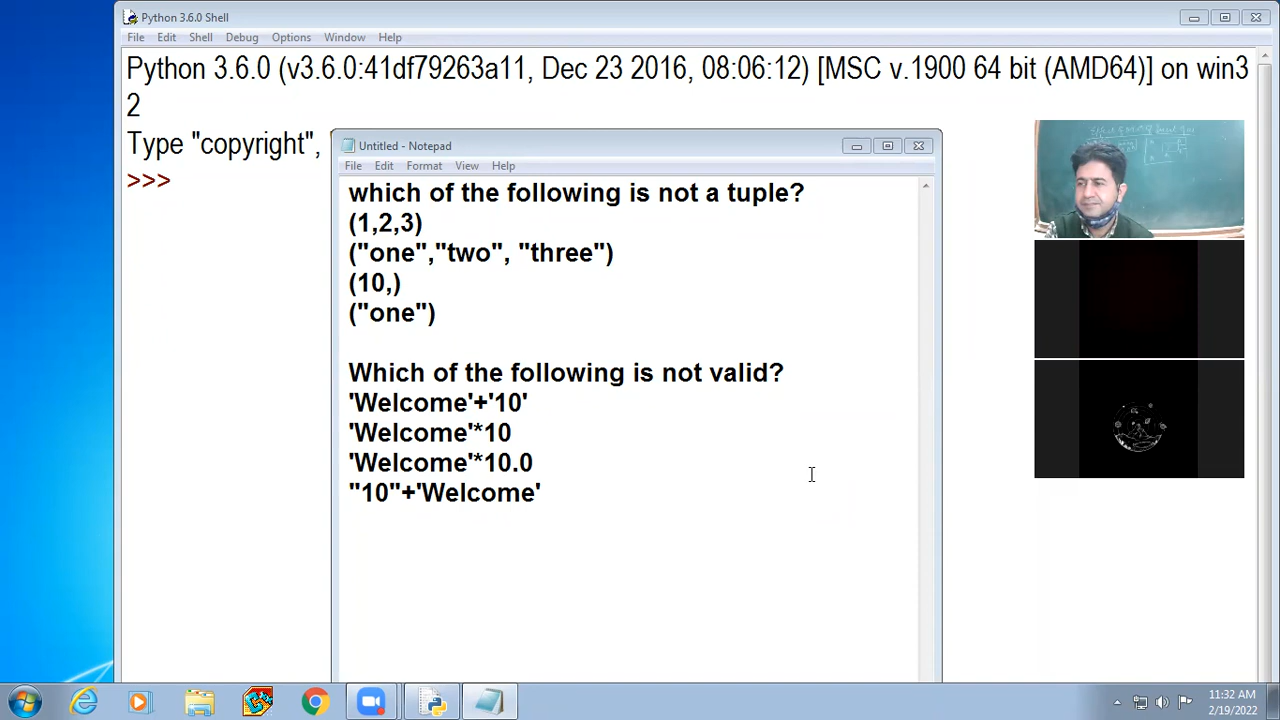 Python 3.6.0 Shell
File Edit Shell Debug Options Window Help
Python 3.6.0 (v3.6.0:41df79263a11, Dec 23 2016, 08:06:12) [MSC v.1900 64 bit (AMD64)] on win3
2
Type "copyright",
>>>
Untitled - Notepad
File Edit Format View Help
which of the following is not a tuple?
(1,2,3)
("one","two", "three")
(10,)
("one")
Which of the following is not valid?
'Welcome'+'10'
'Welcome'*10
'Welcome'*10.0
"10"+'Welcome'
11:32 AM
2/19/2022